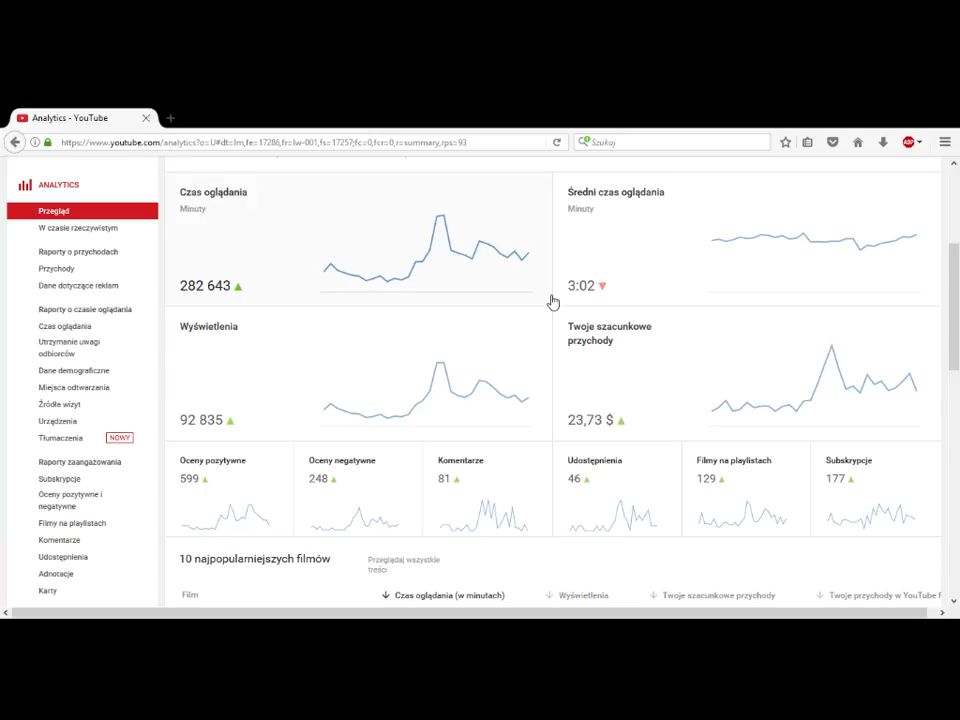 Analytics - YouTube
https://www.youtube.com/analytics?o=U#dt=lm,fe=17286,fr=lw-001,fs=17257;fc=0,fcr=0,r=summary,rps=93
Szukaj
ABP
ANALYTICS
Przegląd
W czasie rzeczywistym
Raporty o przychodach
Przychody
Dane dotyczące reklam
Raporty o czasie oglądania
Czas oglądania
Utrzymanie uwagi
odbiorców
Dane demograficzne
Miejsca odtwarzania
Źródła wizyt
Urządzenia
Tłumaczenia NOWY
Raporty zaangażowania
Subskrypcje
Oceny pozytywne i
negatywne
Filmy na playlistach
Komentarze
Udostępnienia
Adnotacje
Karty
Czas oglądania
Minuty
282 643
Średni czas oglądania
Minuty
3:02
Wyświetlenia
92 835
Twoje szacunkowe
przychody
23,73 $
Oceny pozytywne
599
Oceny negatywne
248
Komentarze
81
Udostępnienia
46
Filmy na playlistach
129
Subskrypcje
177
10 najpopularniejszych filmów
Przeglądaj wszystkie
treści
Film
Czas oglądania (w minutach)
Wyświetlenia
Twoje szacunkowe przychody
Twoje przychody w YouTube